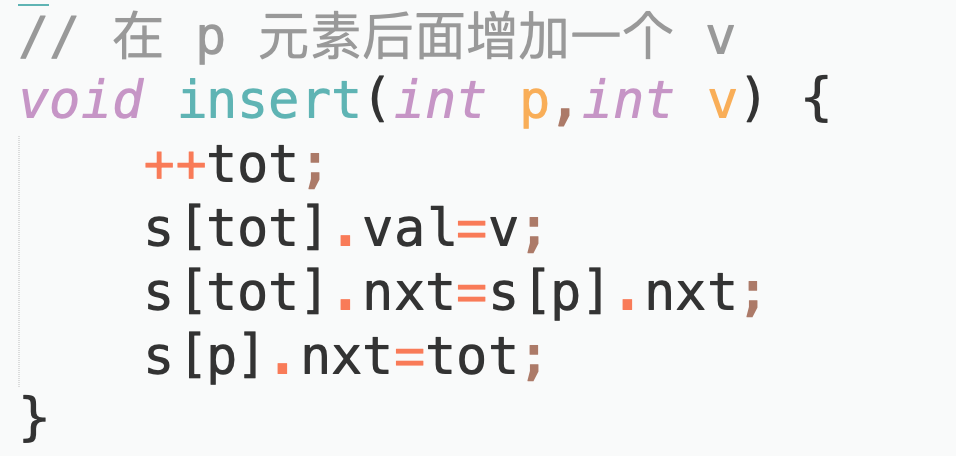 // 在 p 元素后面增加一个 v
void insert(int p,int v) {
    ++tot;
    s[tot].val=v;
    s[tot].nxt=s[p].nxt;
    s[p].nxt=tot;
}